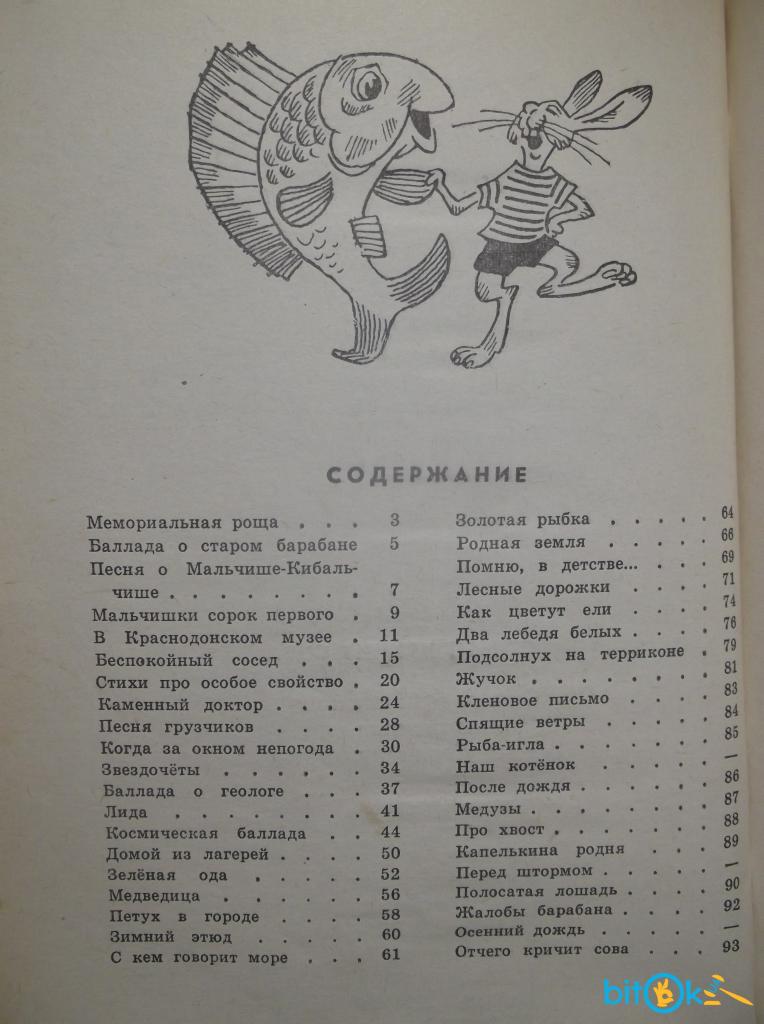 СОДЕРЖАНИЕ
Мемориальная роща . . . 3
Баллада о старом барабане 5
Песня о Мальчише-Кибаль-
чише . . . . . . . . 7
Мальчишки сорок первого . 9
В Краснодонском музее . 11
Беспокойный сосед . . . 15
Стихи про особое свойство . 20
Каменный доктор . . . . 24
Песня грузчиков . . . . 28
Когда за окном непогода . 30
Звездочёты . . . . . . 34
Баллада о геологе . . . 37
Лида . . . . . . . . 41
Космическая баллада . . 44
Домой из лагерей . . . . 50
Зелёная ода . . . . . 52
Медведица . . . . . . 56
Петух в городе . . . . 58
Зимний этюд . . . . . 60
С кем говорит море . . . 61
Золотая рыбка . . . . . 64
Родная земля . . . . . 66
Помню, в детстве... . . . . 69
Лесные дорожки . . . . 71
Как цветут ели . . . . 74
Два лебедя белых . . . . 76
Подсолнух на терриконе . 79
Жучок . . . . . . . . 81
Кленовое письмо . . . . 83
Спящие ветры . . . . . 84
Рыба-игла . . . . . . . 85
Наш котёнок . . . . . —
После дождя . . . . . . 86
Медузы . . . . . . . . 87
Про хвост . . . . . . . 88
Капелькина родня . . . 89
Перед штормом . . . . . —
Полосатая лошадь . . . . 90
Жалобы барабана . . . . 92
Осенний дождь . . . . . —
Отчего кричит сова . . . 93
bitok